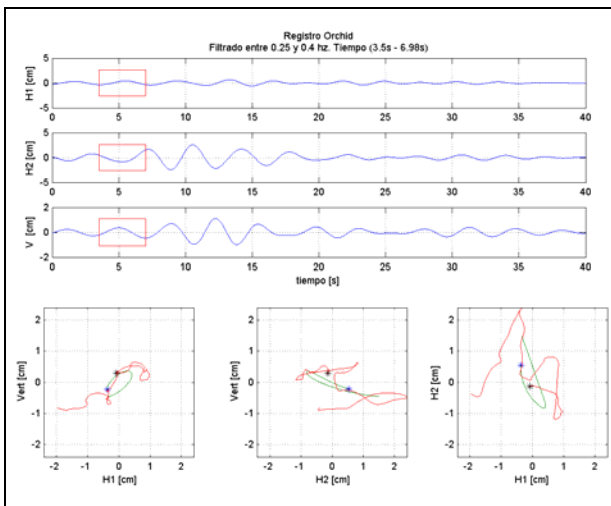 Registro Orchid
Filtrado entre 0.25 y 0.4 hz. Tiempo (3.5s - 6.98s)
5
0
-5
H1 [cm]
0 5 10 15 20 25 30 35 40
5
0
-5
H2 [cm]
0 5 10 15 20 25 30 35 40
2
0
-2
V [cm]
0 5 10 15 20 25 30 35 40
tiempo [s]
2
1
0
-1
-2
Vert [cm]
-2 -1 0 1 2
H1 [cm]
2
1
0
-1
-2
Vert [cm]
-2 -1 0 1 2
H2 [cm]
2
1
0
-1
-2
H2 [cm]
-2 -1 0 1 2
H1 [cm]